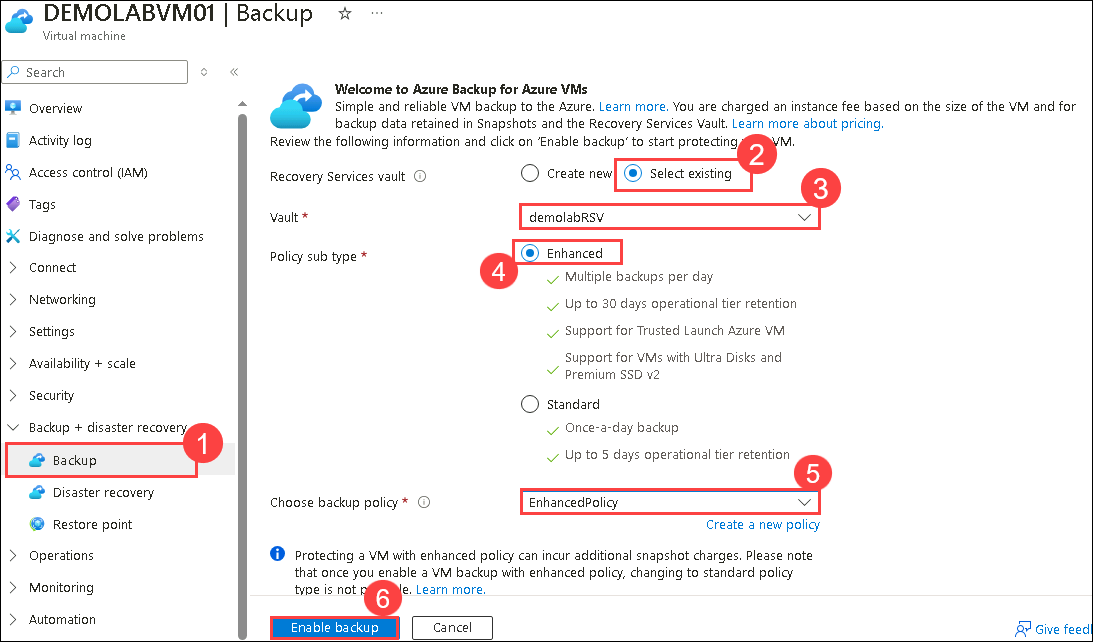 DEMOLABVM01 | Backup ☆ ...
Virtual machine
Search
Overview
Activity log
Access control (IAM)
Tags
Diagnose and solve problems
Connect
Networking
Settings
Availability + scale
Security
Backup + disaster recovery
1
Backup
Disaster recovery
Restore point
Operations
Monitoring
Automation
Welcome to Azure Backup for Azure VMs
Simple and reliable VM backup to the Azure. Learn more. You are charged an instance fee based on the size of the VM and for
backup data retained in Snapshots and the Recovery Services Vault. Learn more about pricing.
Review the following information and click on 'Enable backup' to start protecting VM.
2
Recovery Services vault Create new Select existing
3
Vault * demolabRSV
Policy sub type * Enhanced
4
Multiple backups per day
Up to 30 days operational tier retention
Support for Trusted Launch Azure VM
Support for VMs with Ultra Disks and
Premium SSD v2
Standard
Once-a-day backup
Up to 5 days operational tier retention
5
Choose backup policy * EnhancedPolicy
Create a new policy
Protecting a VM with enhanced policy can incur additional snapshot charges. Please note
that once you enable a VM backup with enhanced policy, changing to standard policy
type is not Learn more.
6
Enable backup Cancel
Give feed